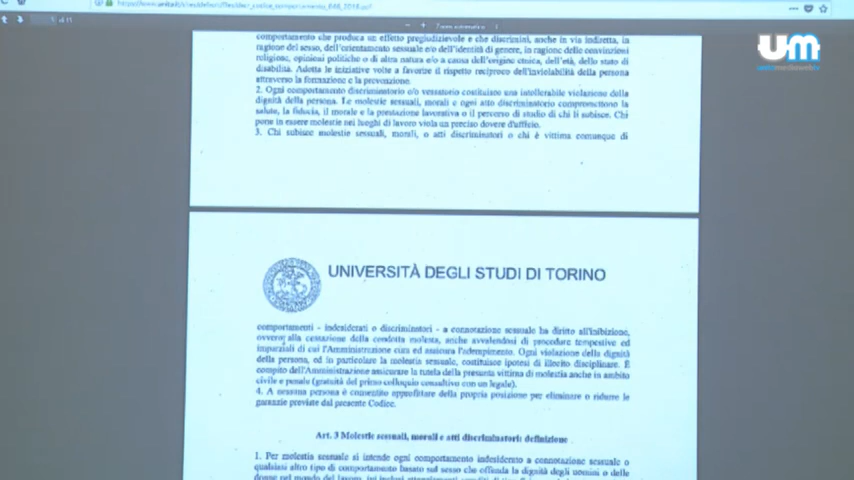 comportamento che produca un effetto pregiudizievole e che discrimini, anche in via indiretta, in
ragione del sesso, dell'orientamento sessuale e/o dell'identità di genere, in ragione delle convinzioni
religiose, opinioni politiche o di altra natura e/o a causa dell'origine etnica, dell'età, dello stato di
disabilità. Adotta le iniziative volte a favorire il rispetto reciproco dell'inviolabilità della persona
attraverso la formazione e la prevenzione.
2. Ogni comportamento discriminatorio e/o vessatorio costituisce una intollerabile violazione della
dignità della persona. Le molestie sessuali, morali e ogni atto discriminatorio compromettono la
salute, la fiducia, il morale e la prestazione lavorativa o il percorso di studio di chi li subisce. Chi
pone in essere molestie nei luoghi di lavoro viola un preciso dovere d'ufficio.
3. Chi subisce molestie sessuali, morali, o atti discriminatori o chi è vittima comunque di
um
UNIVERSITÀ DEGLI STUDI DI TORINO
comportamenti - indesiderati o discriminatori - a connotazione sessuale ha diritto all'inibizione,
ovvero alla cessazione della condotta molesta, anche avvalendosi di procedure tempestive ed
imparziali di cui l'Amministrazione cura ed assicura l'adempimento. Ogni violazione della dignità
della persona, ed in particolare la molestia sessuale, costituisce ipotesi di illecito disciplinare. È
compito dell'Amministrazione assicurare la tutela della presunta vittima di molestia anche in ambito
civile e penale (gratuità del primo colloquio consultivo con un legale).
4. A nessuna persona è consentito approfittare della propria posizione per eliminare o ridurre le
garanzie previste dal presente Codice.
Art. 3 Molestie sessuali, morali e atti discriminatori: definizione
1. Per molestia sessuale si intende ogni comportamento indesiderato a connotazione sessuale o
qualsiasi altro tipo di comportamento basato sul sesso che offenda la dignità degli uomini o delle
donne nel mondo del lavoro, ivi inclusi